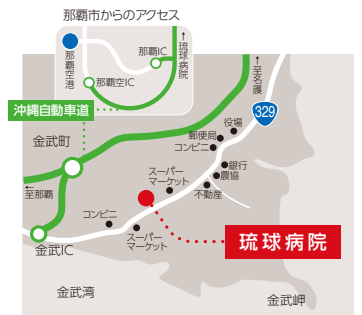 那覇市からのアクセス
那覇空港
那覇空IC
那覇IC
↑琉球病院
↑至名護
沖縄自動車道
329
金武町
役場
郵便局
コンビニ
銀行
農協
不動産
スーパー
マーケット
←至那覇
コンビニ
スーパー
マーケット
琉球病院
金武IC
金武湾
金武岬